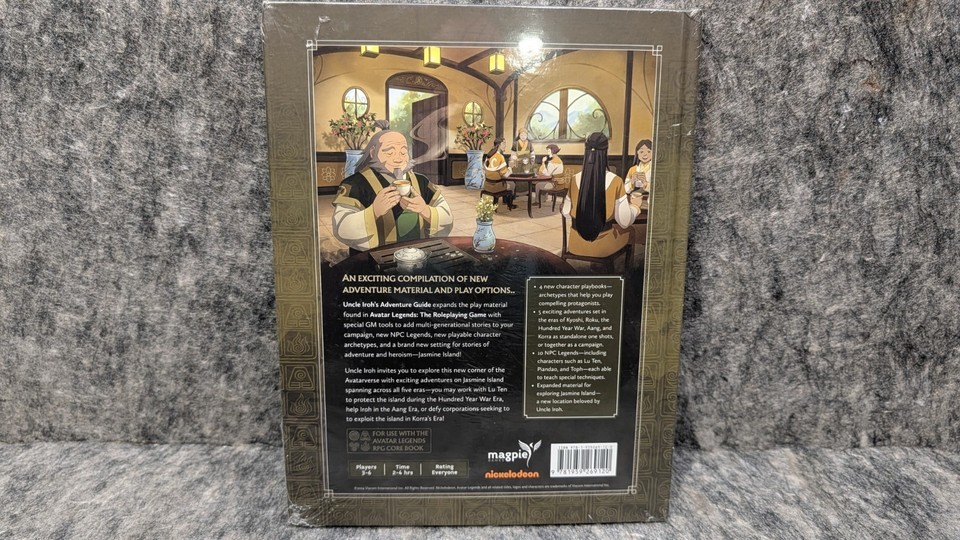 AN EXCITING COMPILATION OF NEW
ADVENTURE MATERIAL AND PLAY OPTIONS..
Uncle Iroh's Adventure Guide expands the play material
found in Avatar Legends: The Roleplaying Game with
special GM tools to add multi-generational stories to your
campaign, new NPC Legends, new playable character
archetypes, and a brand new setting for stories of
adventure and heroism—Jasmine Island!
Uncle Iroh invites you to explore this new corner of the
Avatarverse with exciting adventures on Jasmine Island
spanning across all five eras—you may work with Lu Ten
to protect the island during the Hundred Year War Era,
help Iroh in the Aang Era, or defy corporations seeking to
to exploit the island in Korra's Era!
• 4 new character playbooks—
archetypes that help you play
compelling protagonists.
• 5 exciting adventures set in
the eras of Kyoshi, Roku, the
Hundred Year War, Aang, and
Korra as standalone one shots,
or together as a campaign.
• 10 NPC Legends—including
characters such as Lu Ten,
Piandao, and Toph—each able
to teach special techniques.
• Expanded material for
exploring Jasmine Island—
a new location beloved by
Uncle Iroh.
FOR USE WITH THE
AVATAR LEGENDS
RPG CORE BOOK
Players
3-6
Time
2-6 hrs
Rating
Everyone
magpie
nickelodeon